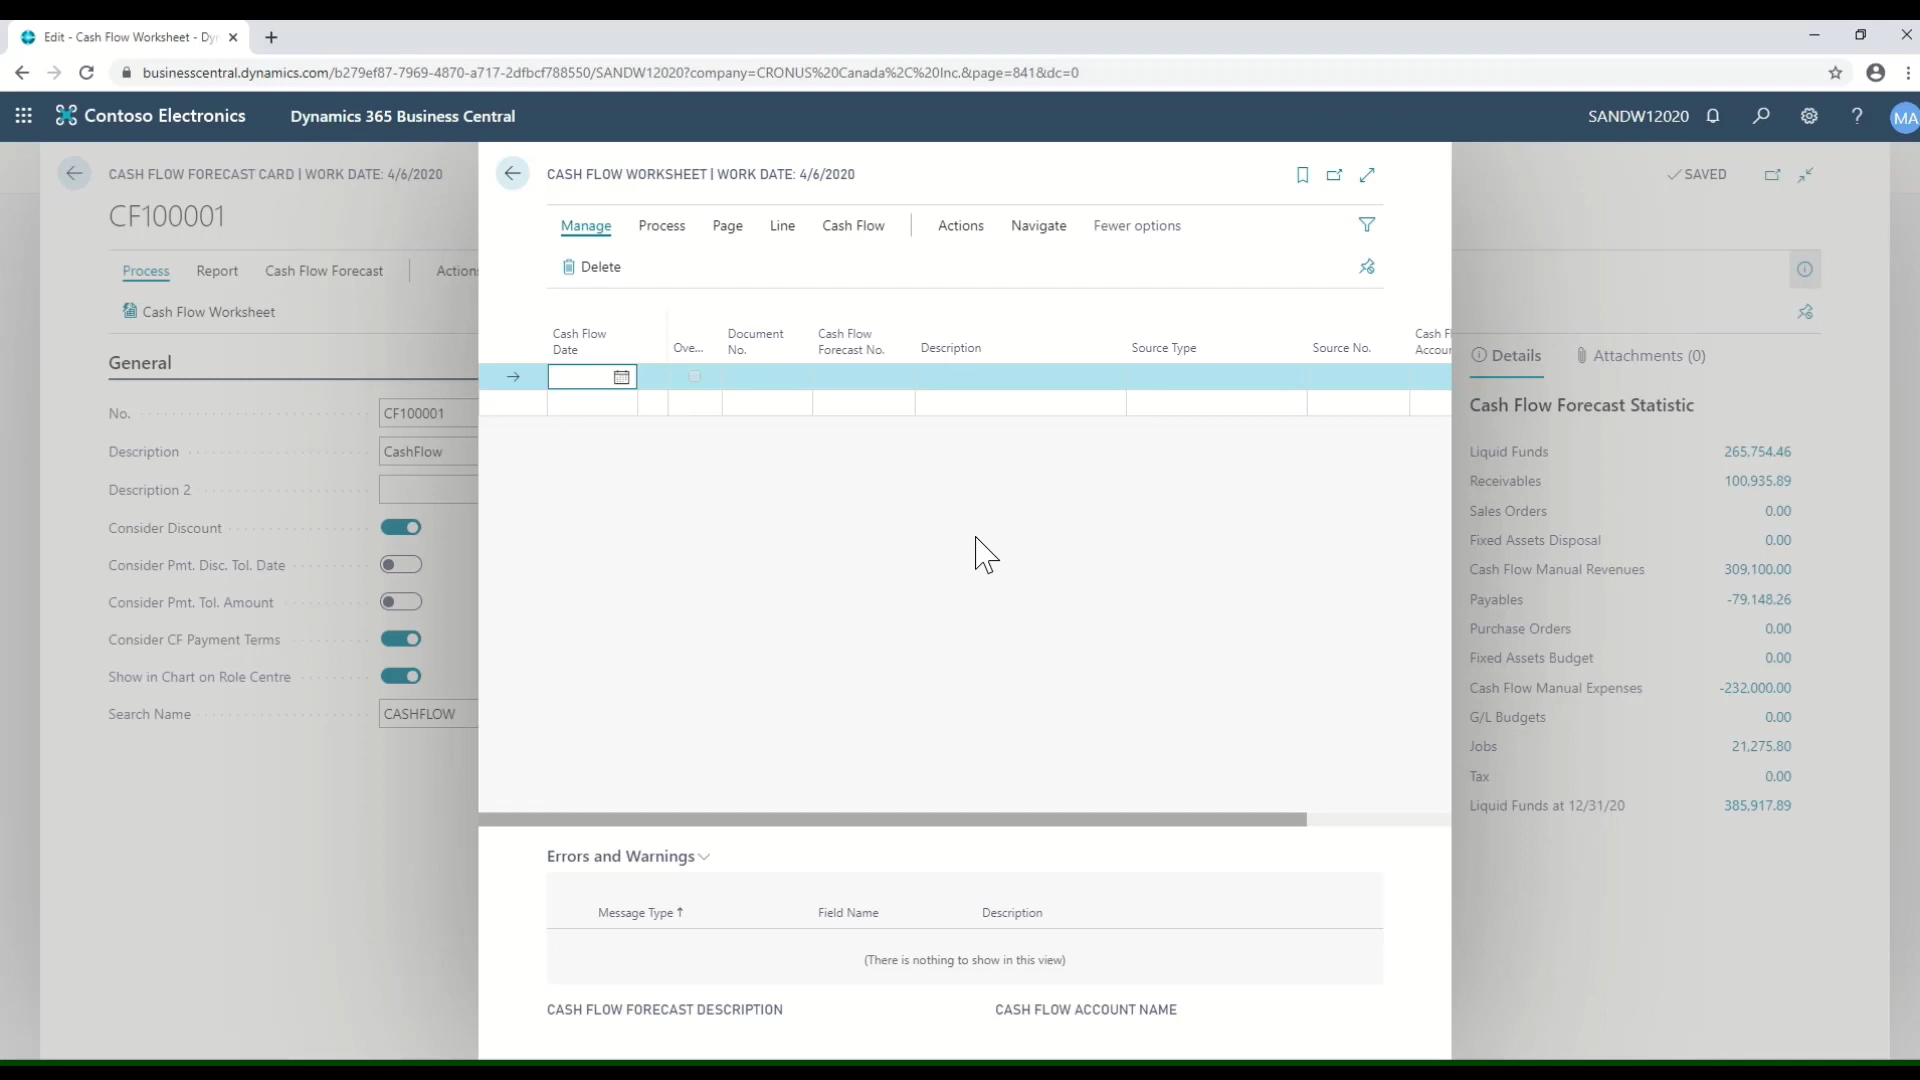 Edit - Cash Flow Worksheet - Dy
businesscentral.dynamics.com/b279ef87-7969-4870-a717-2dfbcf788550/SANDW12020?company=CRONUS%20Canada%2C%20Inc.&page=841&dc=0
Contoso Electronics
Dynamics 365 Business Central
SANDW12020
MA
CASH FLOW FORECAST CARD | WORK DATE: 4/6/2020
SAVED
CF100001
Process
Report
Cash Flow Forecast
Action
Cash Flow Worksheet
General
No.
CF100001
Description
CashFlow
Description 2
Consider Discount
Consider Pmt. Disc. Tol. Date
Consider Pmt. Tol. Amount
Consider CF Payment Terms
Show in Chart on Role Centre
Search Name
CASHFLOW
CASH FLOW WORKSHEET | WORK DATE: 4/6/2020
Manage
Process
Page
Line
Cash Flow
Actions
Navigate
Fewer options
Delete
Cash Flow
Date
Ove...
Document
No.
Cash Flow
Forecast No.
Description
Source Type
Source No.
Cash Fl
Accour
Errors and Warnings
Message Type
Field Name
Description
(There is nothing to show in this view)
CASH FLOW FORECAST DESCRIPTION
CASH FLOW ACCOUNT NAME
Details
Attachments (0)
Cash Flow Forecast Statistic
Liquid Funds 265,754.46
Receivables 100,935.89
Sales Orders 0.00
Fixed Assets Disposal 0.00
Cash Flow Manual Revenues 309,100.00
Payables -79,148.26
Purchase Orders 0.00
Fixed Assets Budget 0.00
Cash Flow Manual Expenses -232,000.00
G/L Budgets 0.00
Jobs 21,275.80
Tax 0.00
Liquid Funds at 12/31/20 385,917.89